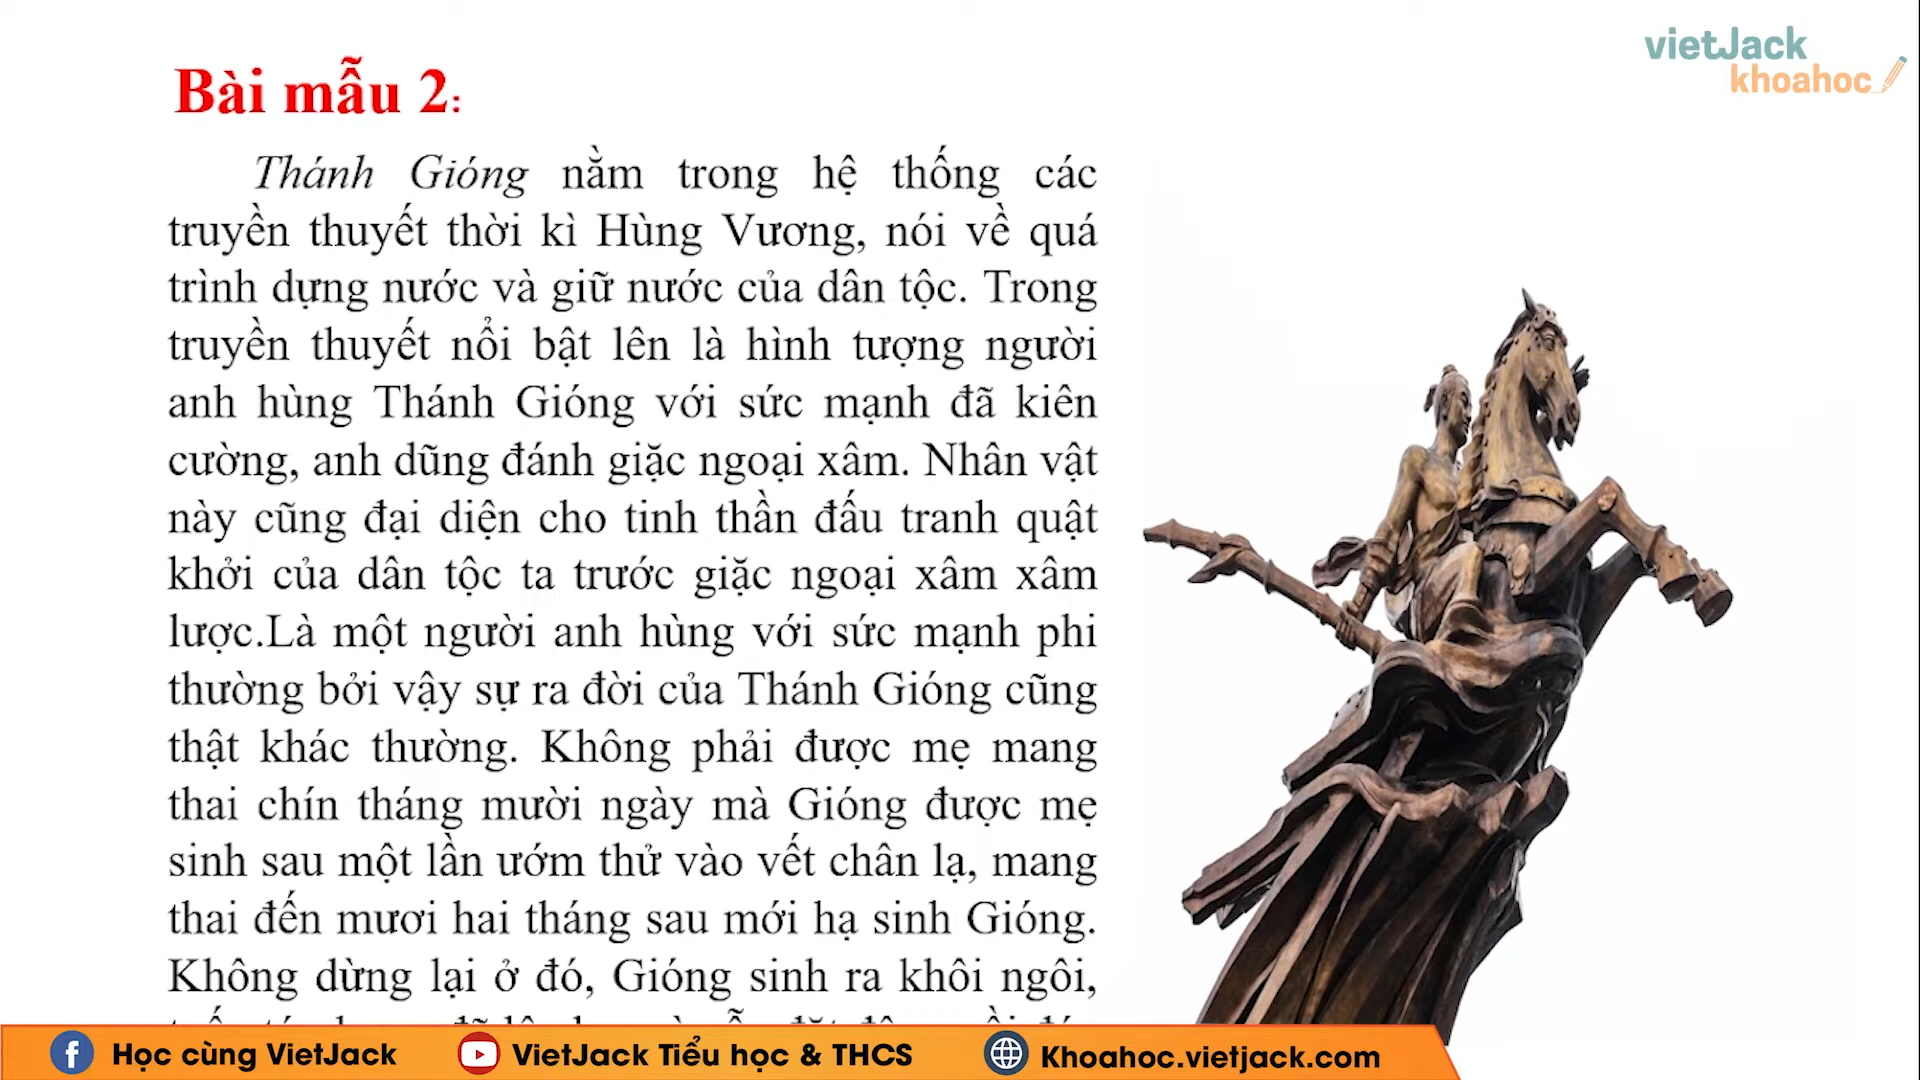 vietJack
khoahoc
Bài mẫu 2:
Thánh Gióng nằm trong hệ thống các
truyền thuyết thời kì Hùng Vương, nói về quá
trình dựng nước và giữ nước của dân tộc. Trong
truyền thuyết nổi bật lên là hình tượng người
anh hùng Thánh Gióng với sức mạnh đã kiên
cường, anh dũng đánh giặc ngoại xâm. Nhân vật
này cũng đại diện cho tinh thần đấu tranh quật
khởi của dân tộc ta trước giặc ngoại xâm xâm
lược.Là một người anh hùng với sức mạnh phi
thường bởi vậy sự ra đời của Thánh Gióng cũng
thật khác thường. Không phải được mẹ mang
thai chín tháng mười ngày mà Gióng được mẹ
sinh sau một lần ướm thử vào vết chân lạ, mang
thai đến mươi hai tháng sau mới hạ sinh Gióng.
Không dừng lại ở đó, Gióng sinh ra khôi ngôi,
Học cùng VietJack
VietJack Tiểu học & THCS
Khoahoc.vietjack.com